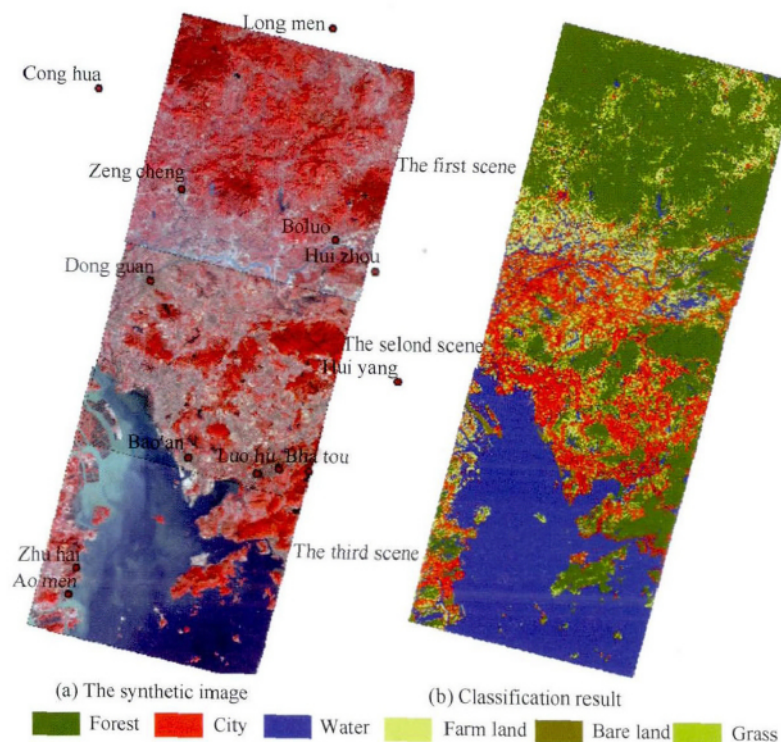 Long men
Cong hua
The first scene
Zeng cheng
Boluo
Hui zhou
Dong guan
The selond scene
Hui yang
Bao'an
Luo hu
The third scene
Zhu hai
Ao men
(a) The synthetic image
(b) Classification result
Forest City Water Farm land Bare land Grass